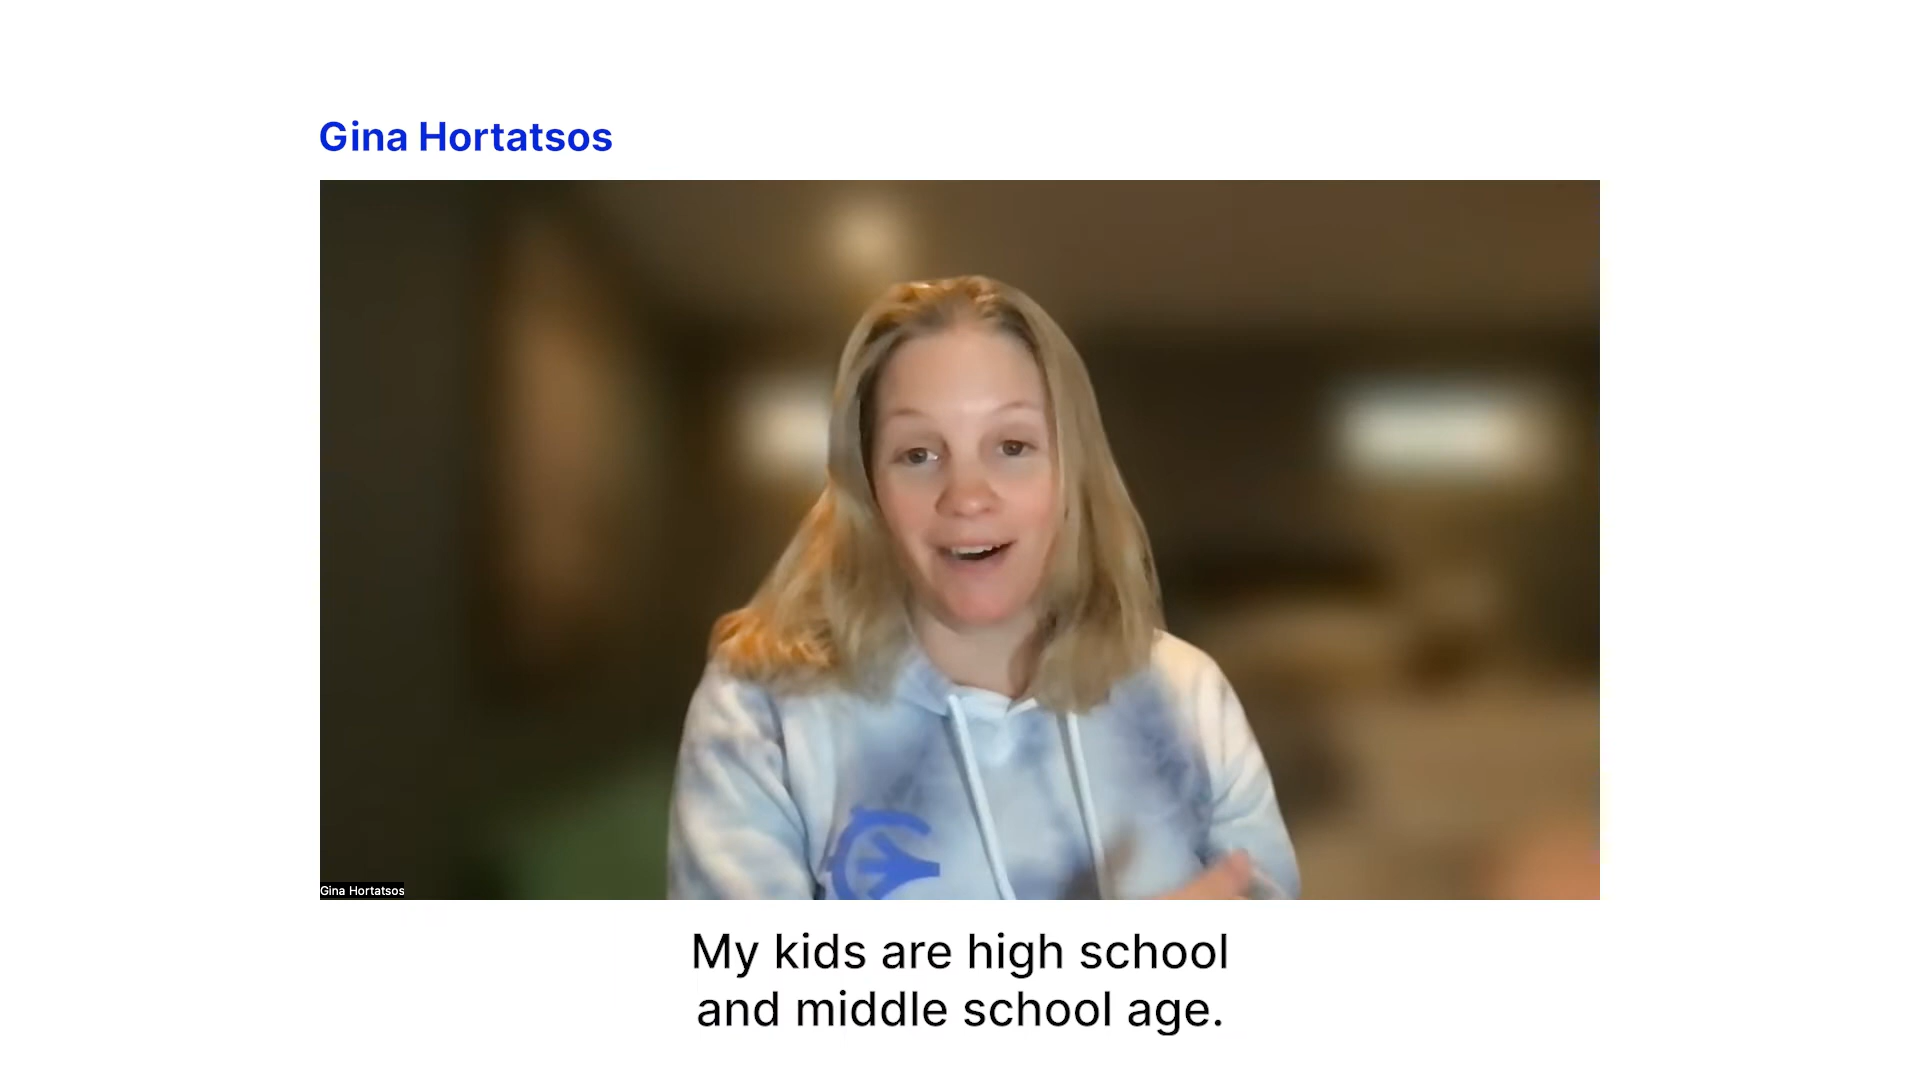 Gina Hortatsos
Gina Hortatsos
My kids are high school
and middle school age.